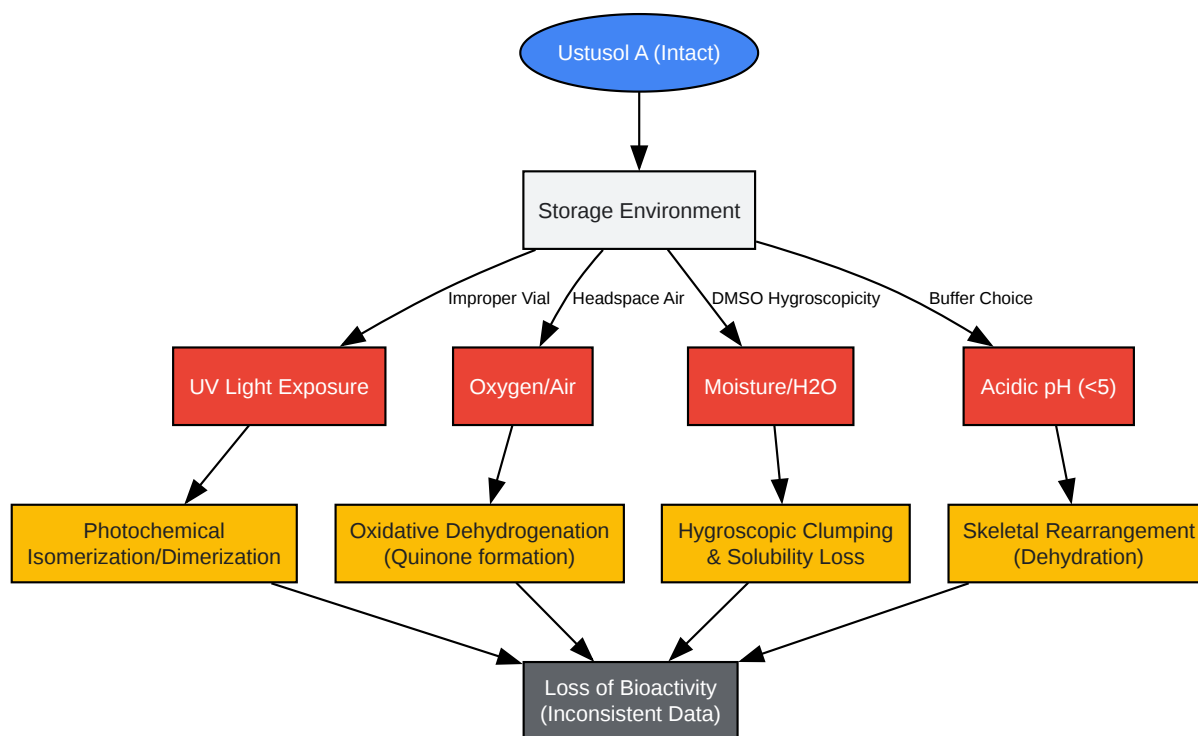 Ustusol A (Intact)
Storage Environment
Improper Vial
Headspace Air
DMSO Hygroscopicity
Buffer Choice
UV Light Exposure
Oxygen/Air
Moisture/H2O
Acidic pH (<5)
Photochemical
Isomerization/Dimerization
Oxidative Dehydrogenation
(Quinone formation)
Hygroscopic Clumping
& Solubility Loss
Skeletal Rearrangement
(Dehydration)
Loss of Bioactivity
(Inconsistent Data)